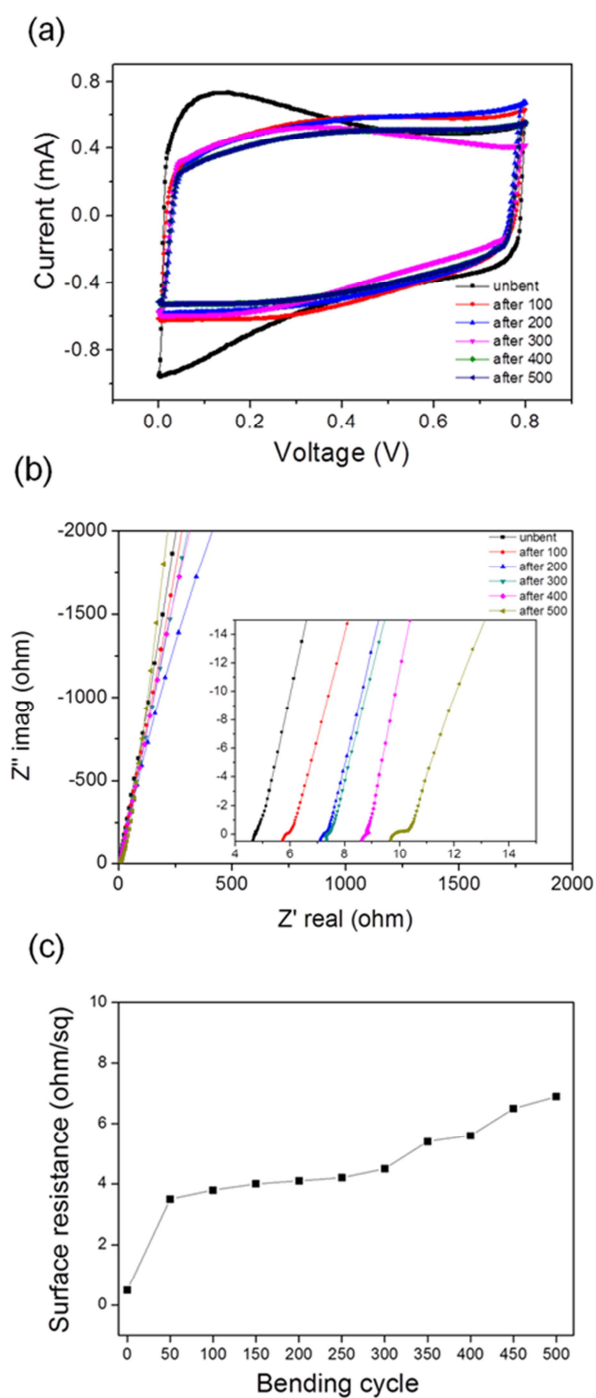 (a)
0.8
0.4
0.0
-0.4
-0.8
Current (mA)
unbent
after 100
after 200
after 300
after 400
after 500
0.0 0.2 0.4 0.6 0.8
Voltage (V)
(b)
-2000
-1500
-1000
-500
0
Z" imag (ohm)
unbent
after 100
after 200
after 300
after 400
after 500
-14
-12
-10
-8
-6
-4
-2
0
4 6 8 10 12 14
0 500 1000 1500 2000
Z' real (ohm)
(c)
10
8
6
4
2
0
Surface resistance (ohm/sq)
0 50 100 150 200 250 300 350 400 450 500
Bending cycle